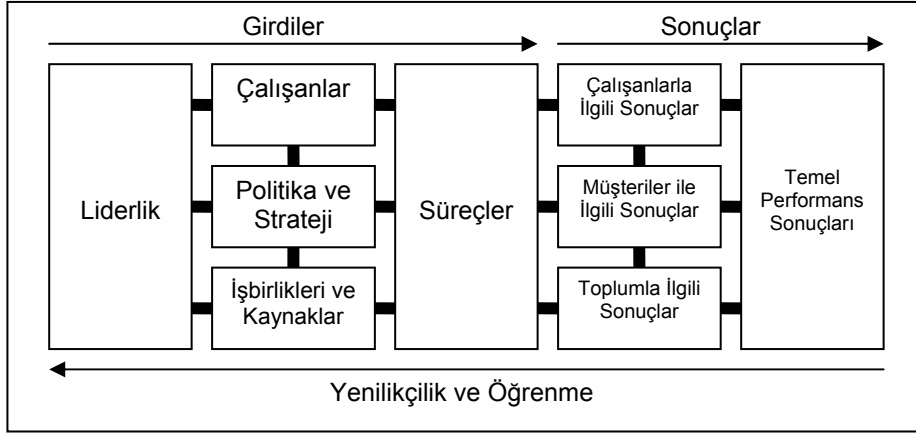 Girdiler
Sonuçlar
Liderlik
Çalışanlar
Politika ve
Strateji
İşbirlikleri ve
Kaynaklar
Süreçler
Çalışanlarla
İlgili Sonuçlar
Müşteriler ile
İlgili Sonuçlar
Toplumla İlgili
Sonuçlar
Temel
Performans
Sonuçları
Yenilikçilik ve Öğrenme